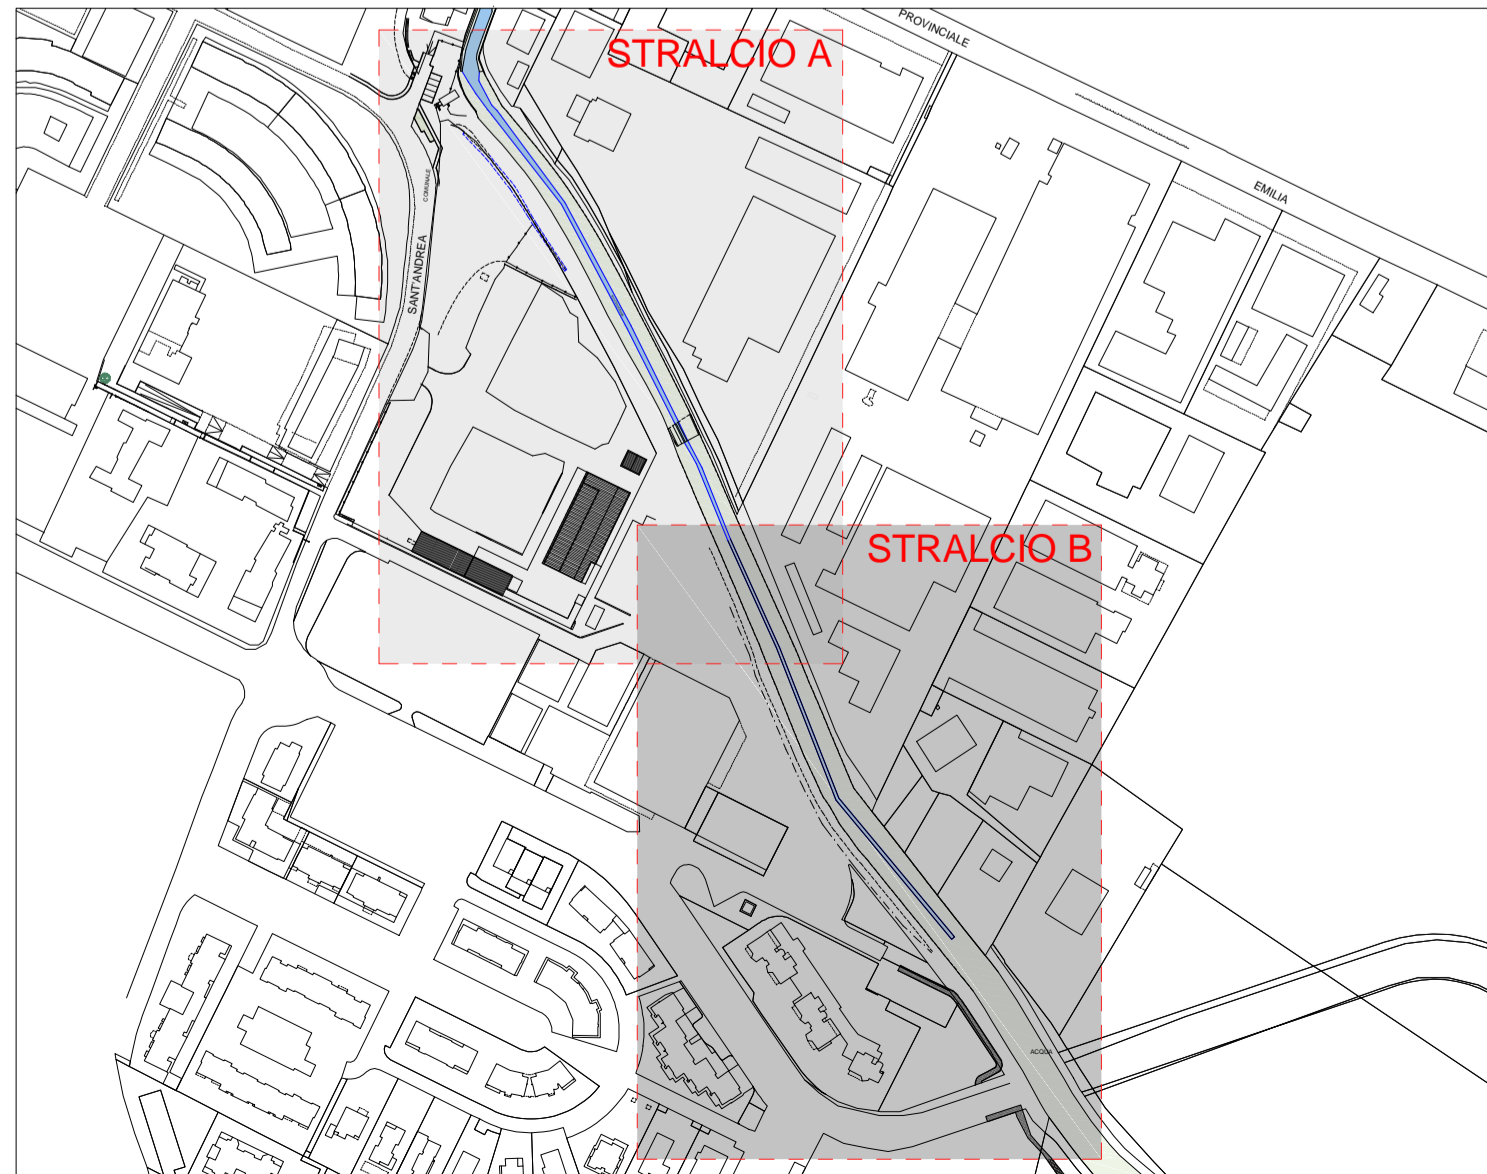 PROVINCIALE
STRALCIO A
COMUNALE
EMILIA
SANT'ANDREA
STRALCIO B
ACQUA